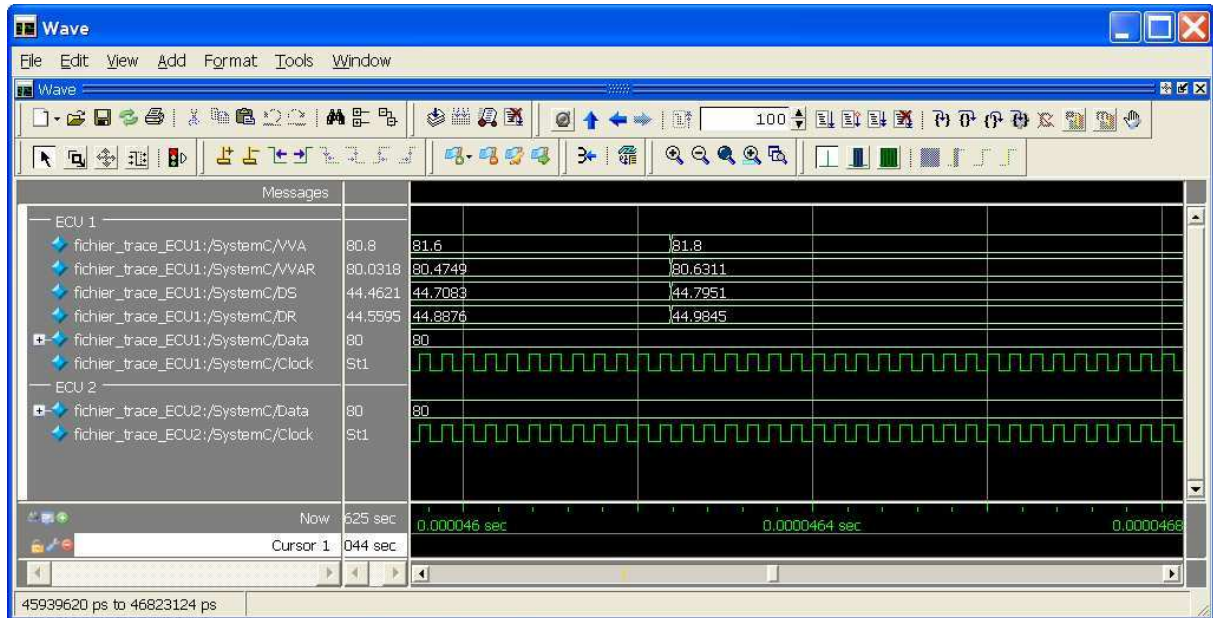 Wave
File Edit View Add Format Tools Window
Wave
100
Messages
ECU 1
fichier_trace_ECU1:/SystemC/VVA 80.8 81.6 81.8
fichier_trace_ECU1:/SystemC/VVAR 80.0318 80.4749 80.6311
fichier_trace_ECU1:/SystemC/DS 44.4621 44.7083 44.7951
fichier_trace_ECU1:/SystemC/DR 44.5595 44.8876 44.9845
fichier_trace_ECU1:/SystemC/Data 80 80
fichier_trace_ECU1:/SystemC/Clock St1
ECU 2
fichier_trace_ECU2:/SystemC/Data 80 80
fichier_trace_ECU2:/SystemC/Clock St1
Now 625 sec 0.000046 sec 0.0000464 sec 0.0000468
Cursor 1 044 sec
45939620 ps to 46823124 ps